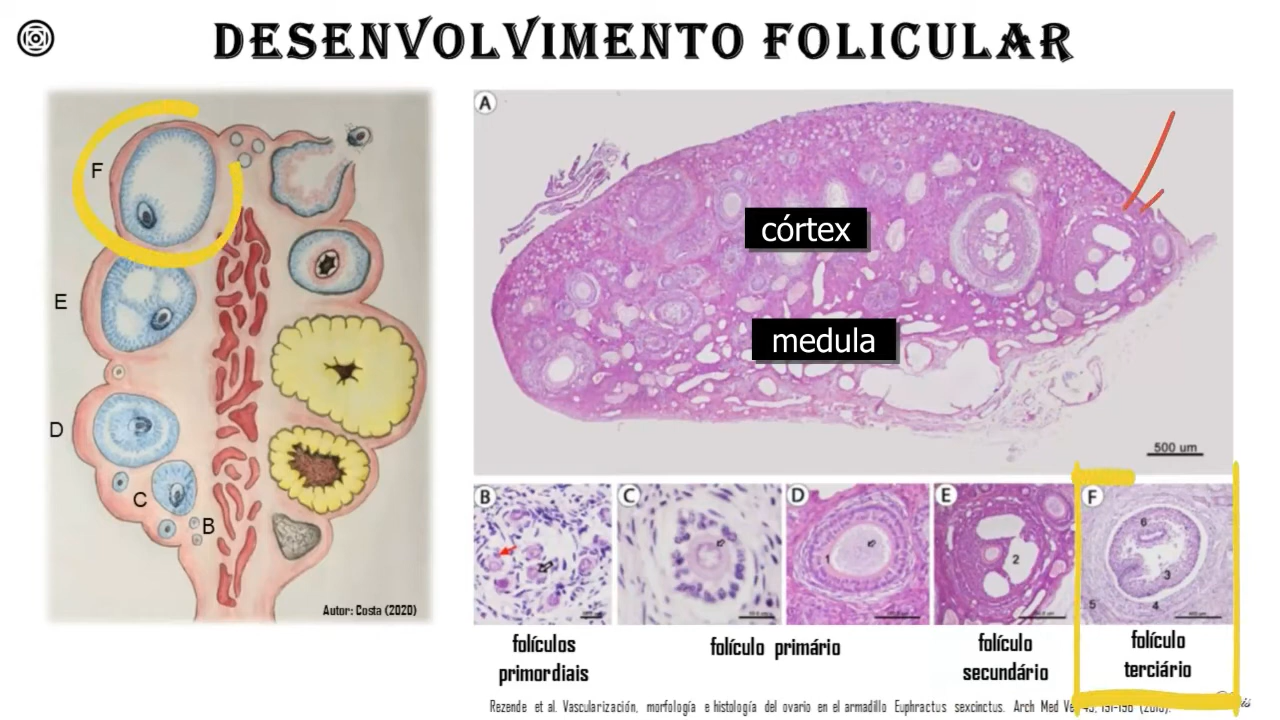 DESENVOLVIMENTO FOLICULAR
F
E
D
C
B
Autor: Costa (2020)
A
córtex
medula
500 um
B
C
D
1
E
2
F
6
3
5
4
folículos
primordiais
folículo primário
folículo
secundário
folículo
terciário
Rezende et al. Vascularización, morfología e histología del ovario en el armadillo Euphractus sexcinctus. Arch Med